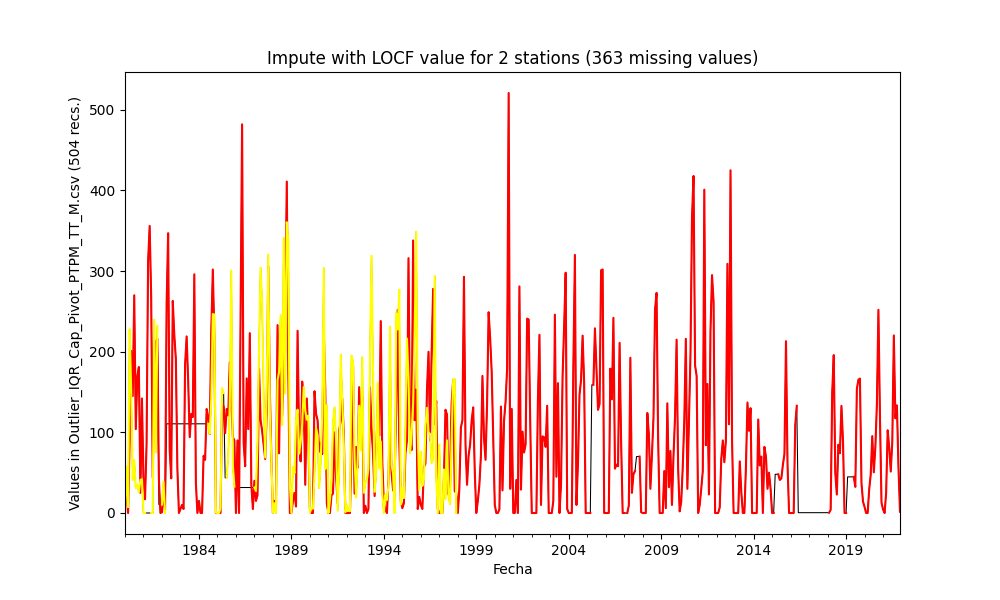 Impute with LOCF value for 2 stations (363 missing values)
Values in Outlier_IQR_Cap_Pivot_PTPM_TT_M.csv (504 recs.)
500
400
300
200
100
0
1984 1989 1994 1999 2004 2009 2014 2019
Fecha